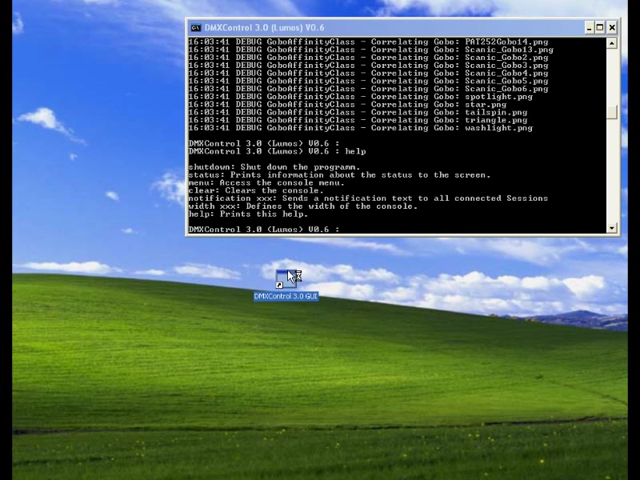 DMXControl 3.0 (Lumos) V0.6
16:03:41 DEBUG GoboAffinityClass - Correlating Gobo: PAT252Gobo14.png
16:03:41 DEBUG GoboAffinityClass - Correlating Gobo: Scanic_Gobo13.png
16:03:41 DEBUG GoboAffinityClass - Correlating Gobo: Scanic_Gobo2.png
16:03:41 DEBUG GoboAffinityClass - Correlating Gobo: Scanic_Gobo3.png
16:03:41 DEBUG GoboAffinityClass - Correlating Gobo: Scanic_Gobo4.png
16:03:41 DEBUG GoboAffinityClass - Correlating Gobo: Scanic_Gobo5.png
16:03:41 DEBUG GoboAffinityClass - Correlating Gobo: Scanic_Gobo6.png
16:03:41 DEBUG GoboAffinityClass - Correlating Gobo: spotlight.png
16:03:41 DEBUG GoboAffinityClass - Correlating Gobo: star.png
16:03:41 DEBUG GoboAffinityClass - Correlating Gobo: tailspin.png
16:03:41 DEBUG GoboAffinityClass - Correlating Gobo: triangle.png
16:03:41 DEBUG GoboAffinityClass - Correlating Gobo: washlight.png
DMXControl 3.0 (Lumos) V0.6 :
DMXControl 3.0 (Lumos) V0.6 : help
shutdown: Shut down the programm.
status: Prints information about the status to the screen.
menu: Access the console menu.
clear: Clears the console.
notification xxx: Sends a notification text to all connected Sessions
width xxx: Defines the width of the console.
help: Prints this help.
DMXControl 3.0 (Lumos) V0.6 :
DMXControl 3.0 GUI